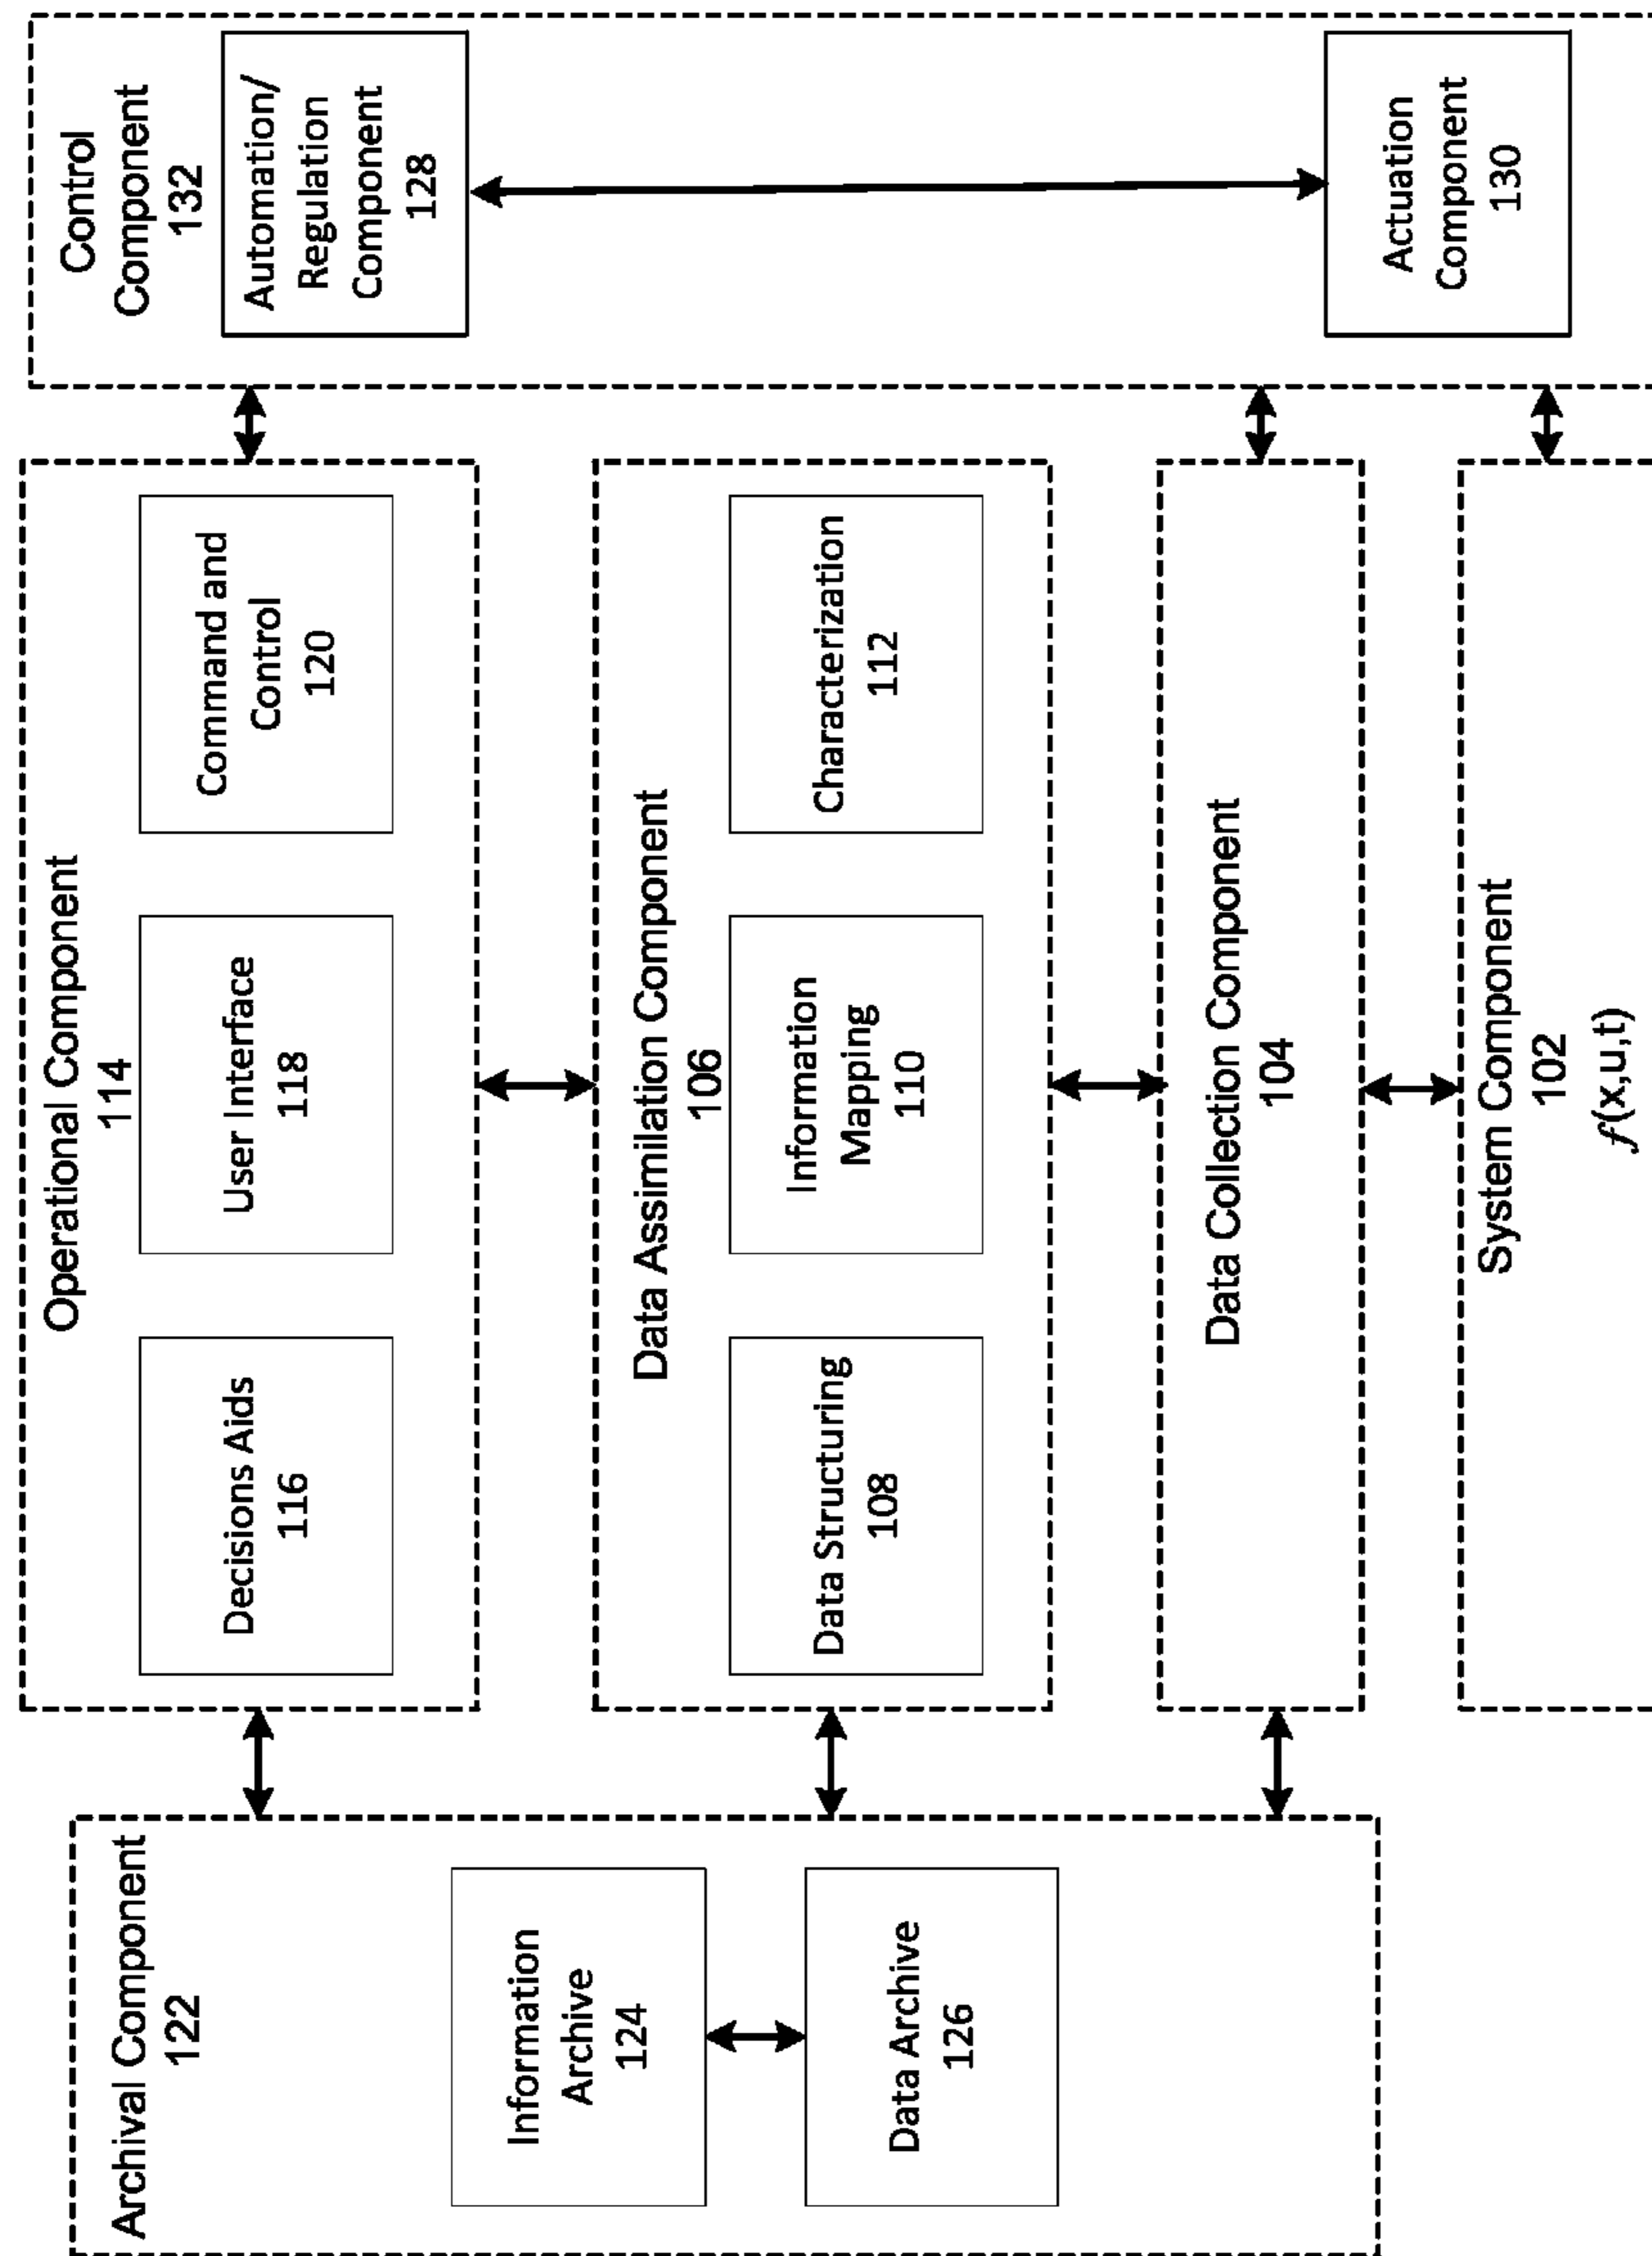 Archival Component
122
Information
Archive
124
Data Archive
126
Operational Component
114
Decisions Aids
116
User Interface
118
Command and
Control
120
Data Assimilation Component
106
Data Structuring
108
Information
Mapping
110
Characterization
112
Data Collection Component
104
System Component
102
f(x,u,t)
Control
Component
132
Automation/
Regulation
Component
128
Actuation
Component
130